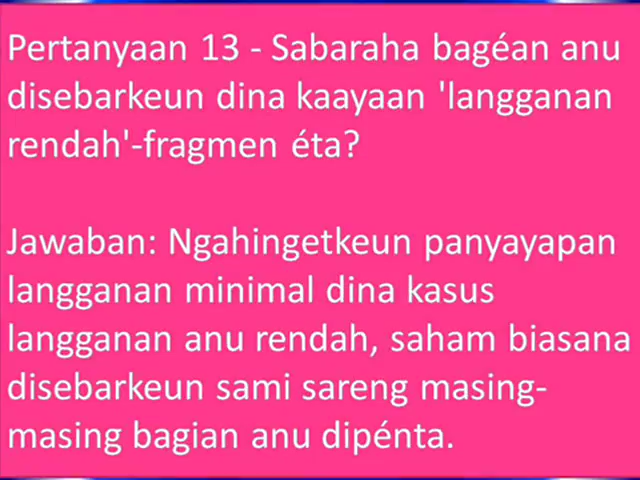 Pertanyaan 13 - Sabaraha bagéan anu
disebarkeun dina kaayaan 'langganan
rendah'-fragmen éta?
Jawaban: Ngahingetkeun panyayapan
langganan minimal dina kasus
langganan anu rendah, saham biasana
disebarkeun sami sareng masing-
masing bagian anu dipénta.